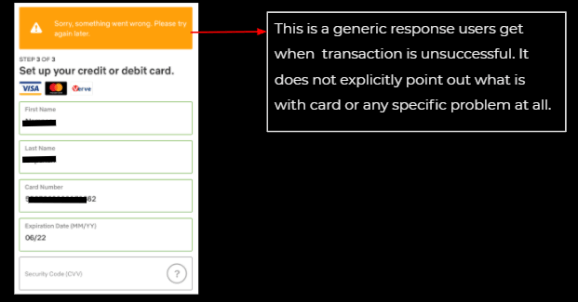 Sorry, something went wrong. Please try
again later.
STEP 3 OF 3
Set up your credit or debit card.
VISA
Verve
First Name
Last Name
Card Number
62
Expiration Date (MM/YY)
06/22
Security Code (CVV)
?
This is a generic response users get
when transaction is unsuccessful. It
does not explicitly point out what is
with card or any specific problem at all.